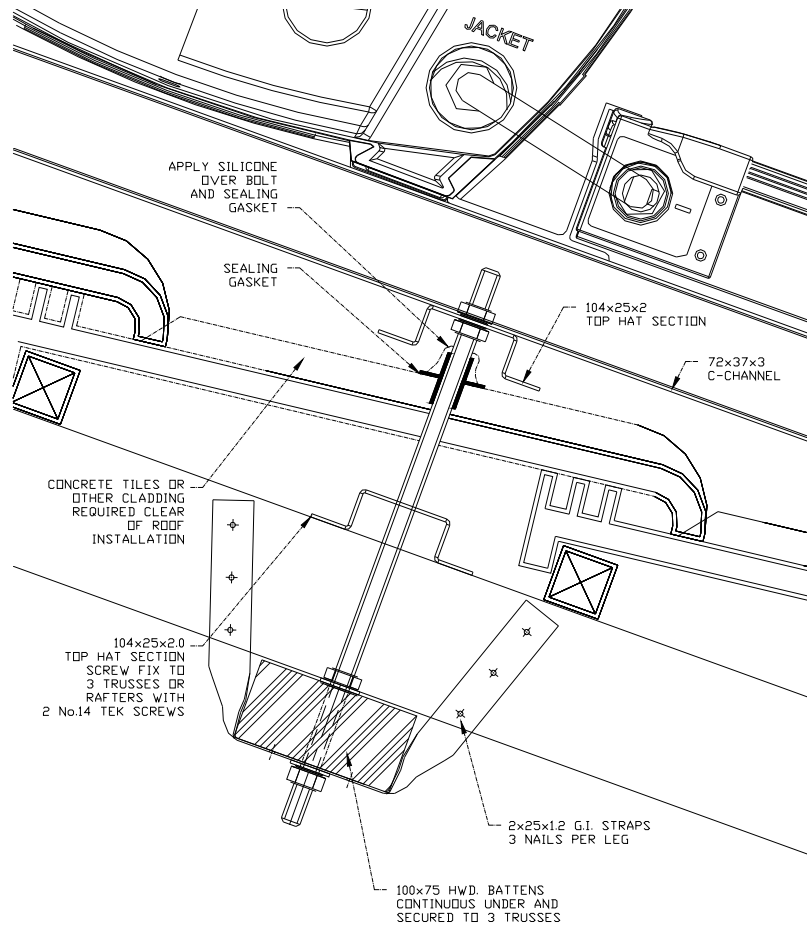 JACKET
APPLY SILICONE
OVER BOLT
AND SEALING
GASKET
SEALING
GASKET
104x25x2
TOP HAT SECTION
72x37x3
C-CHANNEL
CONCRETE TILES OR
OTHER CLADDING
REQUIRED CLEAR
OF ROOF
INSTALLATION
104x25x2.0
TOP HAT SECTION
SCREW FIX TO
3 TRUSSES OR
RAFTERS WITH
2 No.14 TEK SCREWS
2x25x1.2 G.I. STRAPS
3 NAILS PER LEG
100x75 HWD. BATTENS
CONTINUOUS UNDER AND
SECURED TO 3 TRUSSES